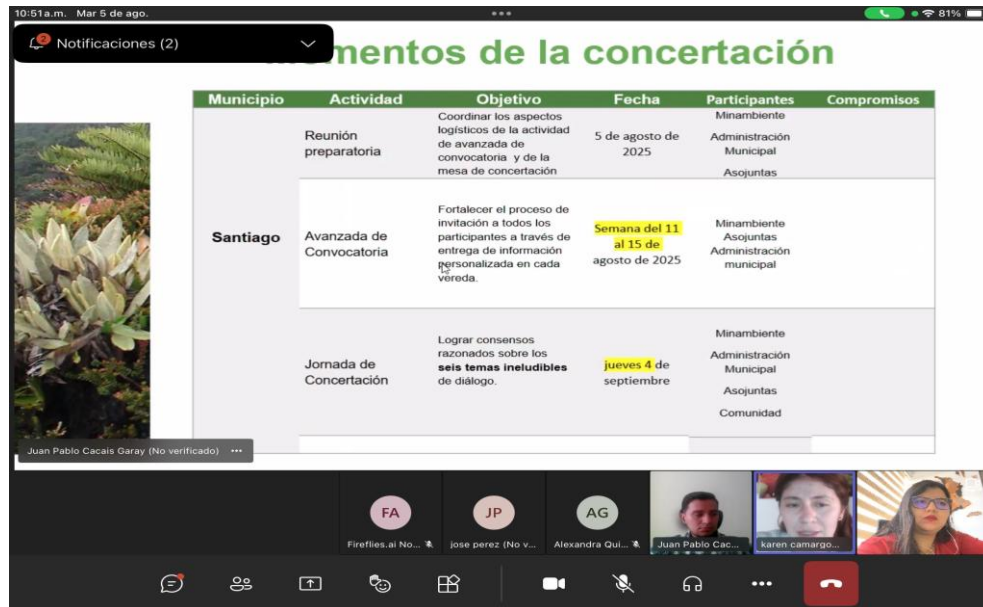 10:51 a.m. Mar 5 de ago.
81%
2
Notificaciones (2)
mentos de la concertación
Municipio Actividad Objetivo Fecha Participantes Compromisos
Santiago
Reunión
preparatoria
Coordinar los aspectos
logísticos de la actividad
de avanzada de
convocatoria y de la
mesa de concertación
5 de agosto de
2025
Minambiente
Administración
Municipal
Asojuntas
Avanzada de
Convocatoria
Fortalecer el proceso de
invitación a todos los
participantes a través de
entrega de información
personalizada en cada
vereda.
Semana del 11
al 15 de
agosto de 2025
Minambiente
Asojuntas
Administración
municipal
Jornada de
Concertación
Lograr consensos
razonados sobre los
seis temas ineludibles
de diálogo.
jueves 4 de
septiembre
Minambiente
Administración
Municipal
Asojuntas
Comunidad
Juan Pablo Cacais Garay (No verificado) •••
FA JP AG
Fireflies.ai No... jose perez (No v... Alexandra Qui... Juan Pablo Cac... karen camargo...